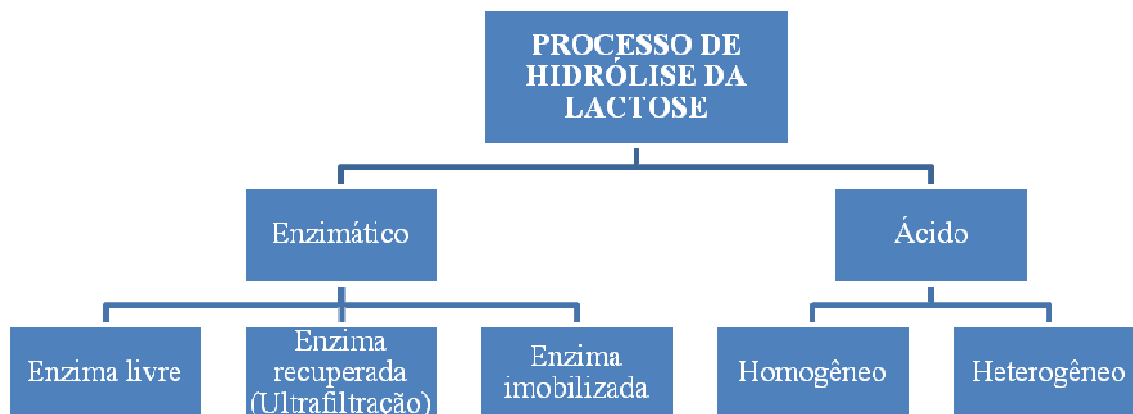 PROCESSO DE
HIDRÓLISE DA
LACTOSE
Enzimático
Ácido
Enzima livre
Enzima
recuperada
(Ultrafiltração)
Enzima
imobilizada
Homogêneo
Heterogêneo